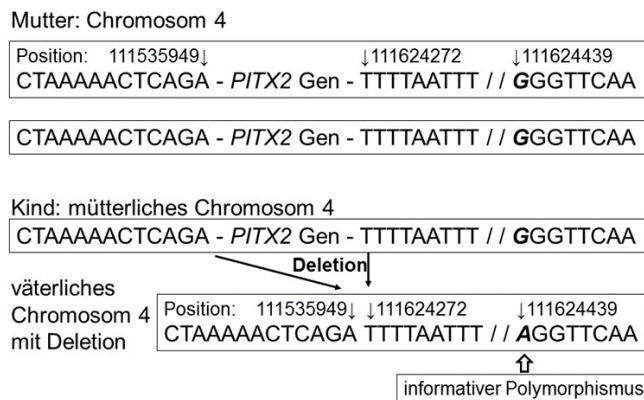 Mutter: Chromosom 4
Position: 111535949↓ ↓111624272 ↓111624439
CTAAAAACTCAGA - PITX2 Gen - TTTTAATTT // GGGTTCAA
CTAAAAACTCAGA - PITX2 Gen - TTTTAATTT // GGGTTCAA
Kind: mütterliches Chromosom 4
CTAAAAACTCAGA - PITX2 Gen - TTTTAATTT // GGGTTCAA
Deletion
väterliches
Chromosom 4
mit Deletion
Position: 111535949↓ ↓111624272 ↓111624439
CTAAAAACTCAGA TTTTAATTT // AGGTTCAA
informativer Polymorphismus